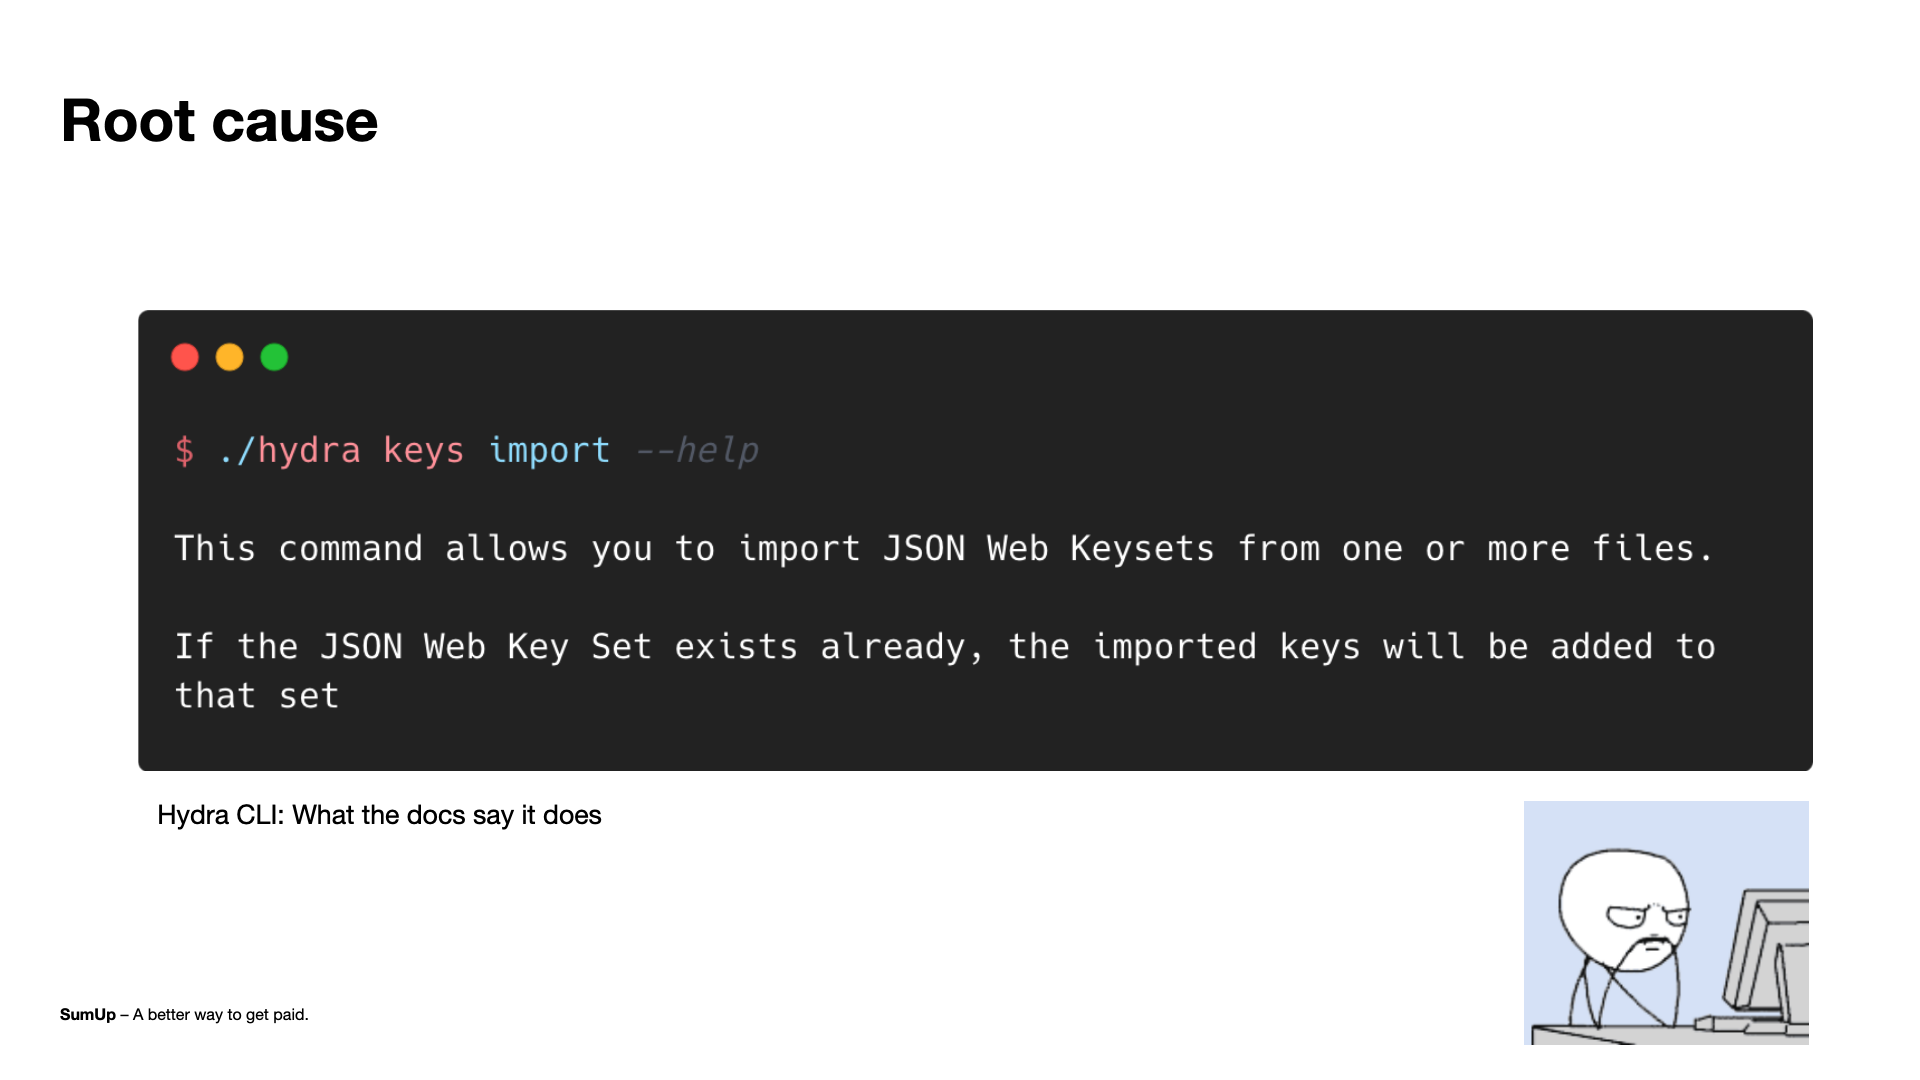 Root cause
$ ./hydra keys import --help
This command allows you to import JSON Web Keysets from one or more files.
If the JSON Web Key Set exists already, the imported keys will be added to
that set
Hydra CLI: What the docs say it does
SumUp – A better way to get paid.